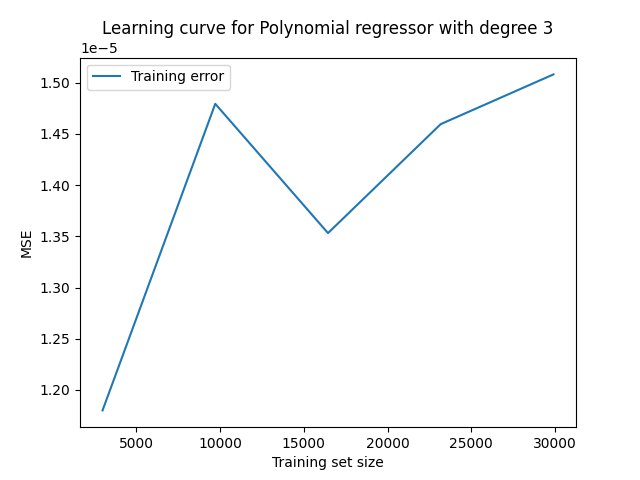 Learning curve for Polynomial regressor with degree 3
1e−5
Training error
1.50
1.45
1.40
1.35
1.30
1.25
1.20
MSE
5000 10000 15000 20000 25000 30000
Training set size